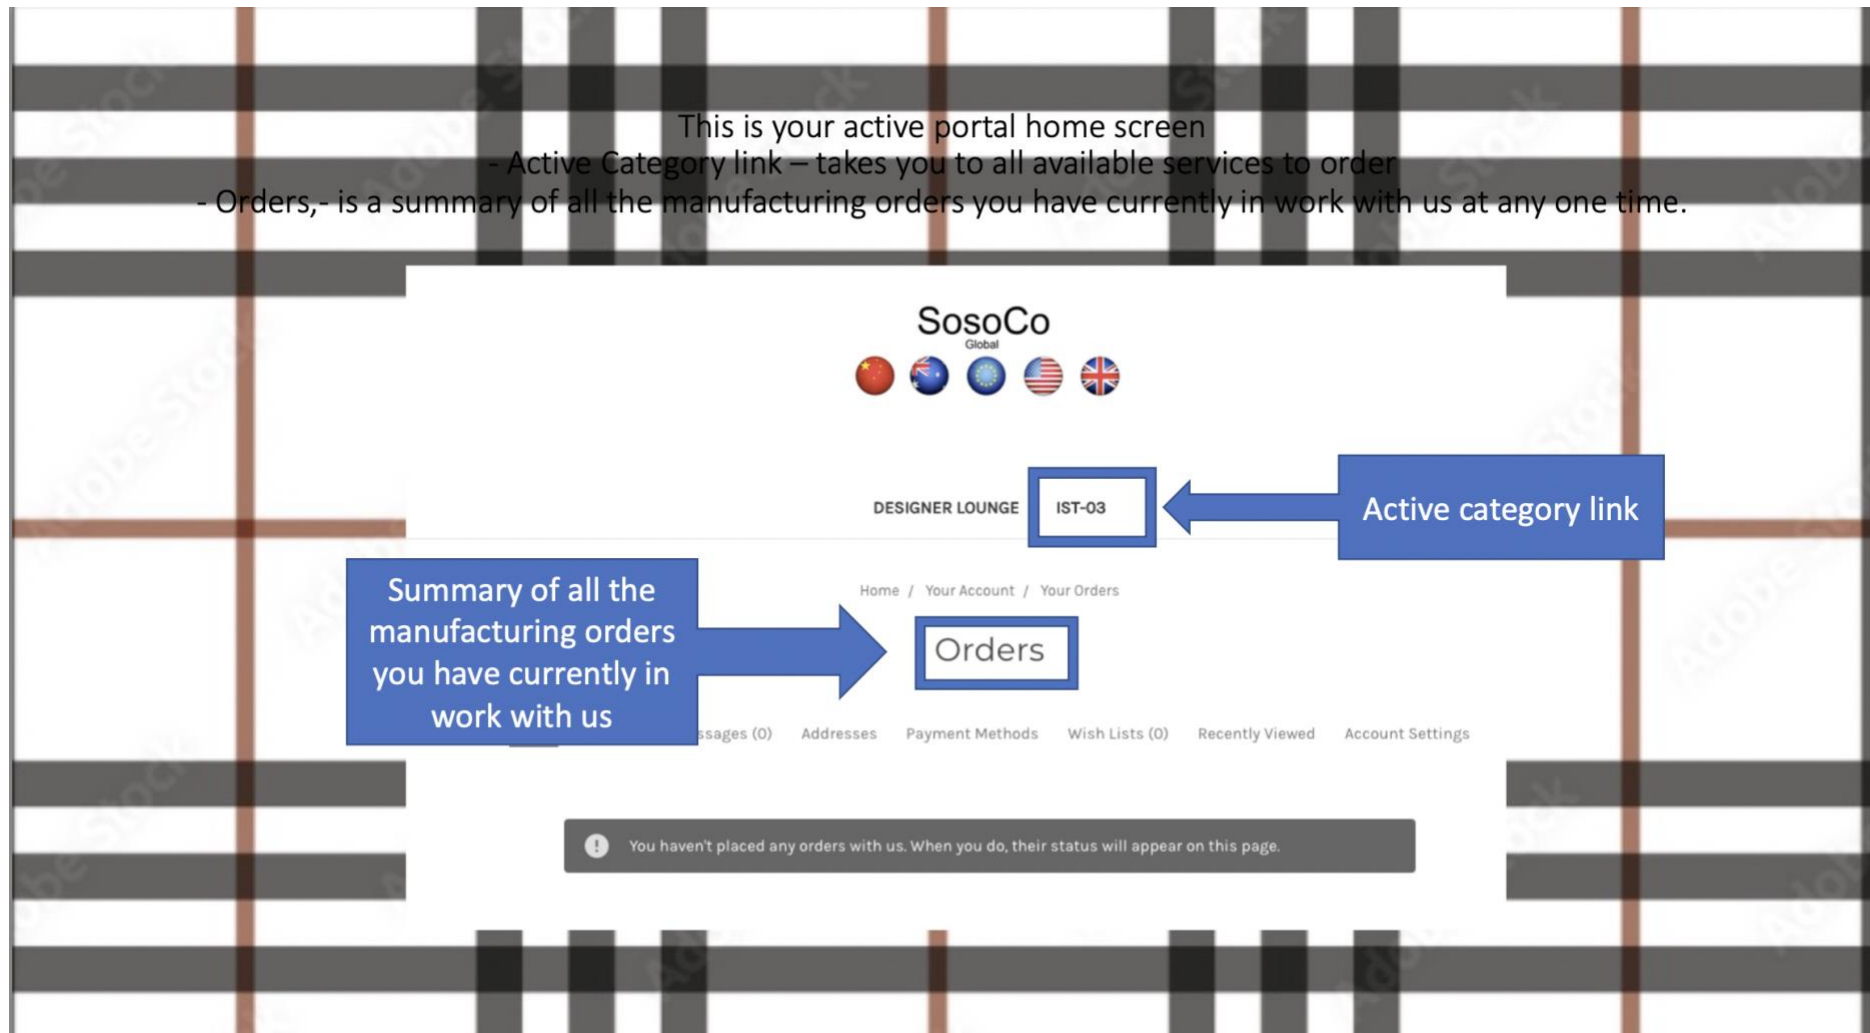 This is your active portal home screen
- Active Category link – takes you to all available services to order
- Orders,- is a summary of all the manufacturing orders you have currently in work with us at any one time.
SosoCo
Global
DESIGNER LOUNGE IST-03
Active category link
Home / Your Account / Your Orders
Summary of all the
manufacturing orders
you have currently in
work with us
Orders
ssages (0) Addresses Payment Methods Wish Lists (0) Recently Viewed Account Settings
You haven't placed any orders with us. When you do, their status will appear on this page.
Adobe Stock